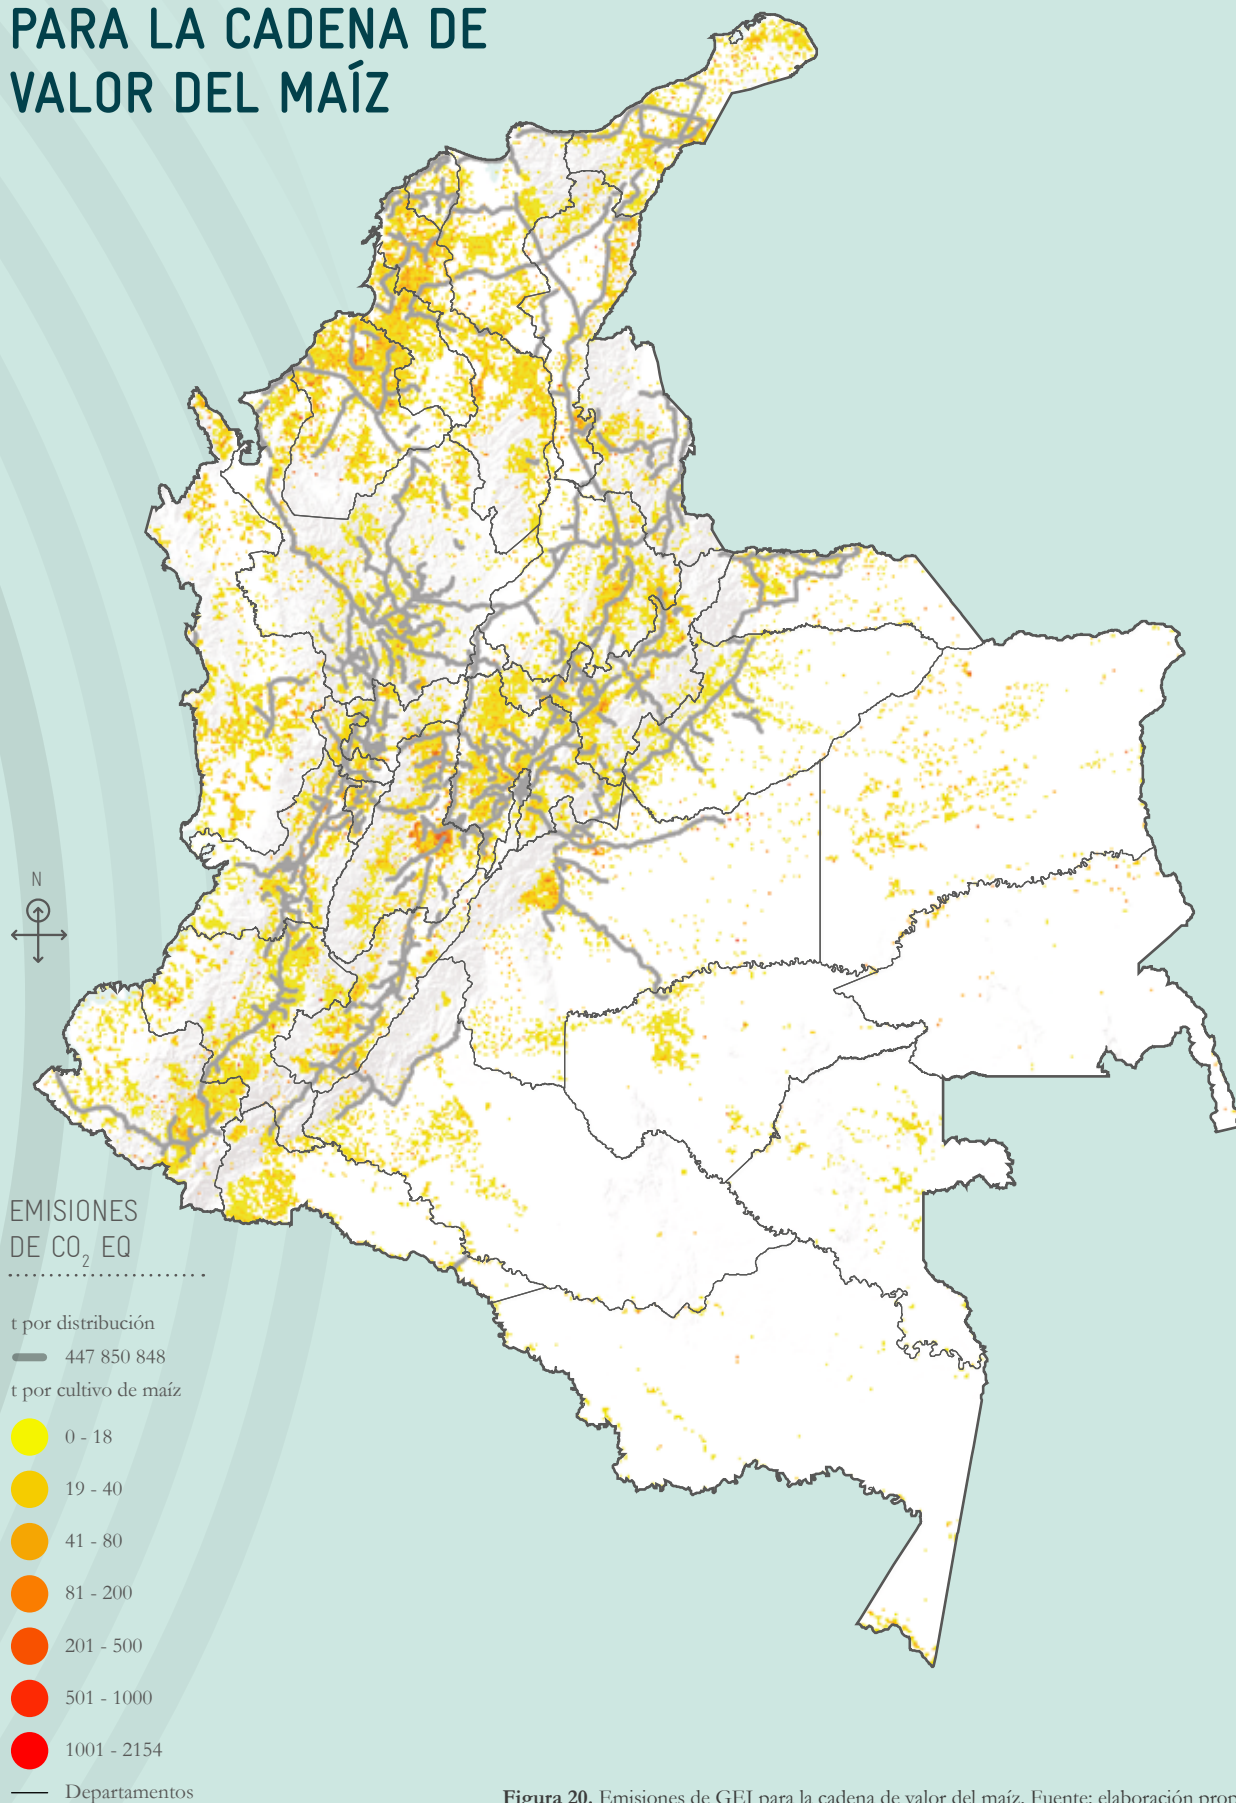 PARA LA CADENA DE
VALOR DEL MAÍZ
N
EMISIONES
DE CO₂ EQ
t por distribución
447 850 848
t por cultivo de maíz
0 - 18
19 - 40
41 - 80
81 - 200
201 - 500
501 - 1000
1001 - 2154
Departamentos
Figura 20. Emisiones de GEI para la cadena de valor del maíz. Fuente: elaboración prop